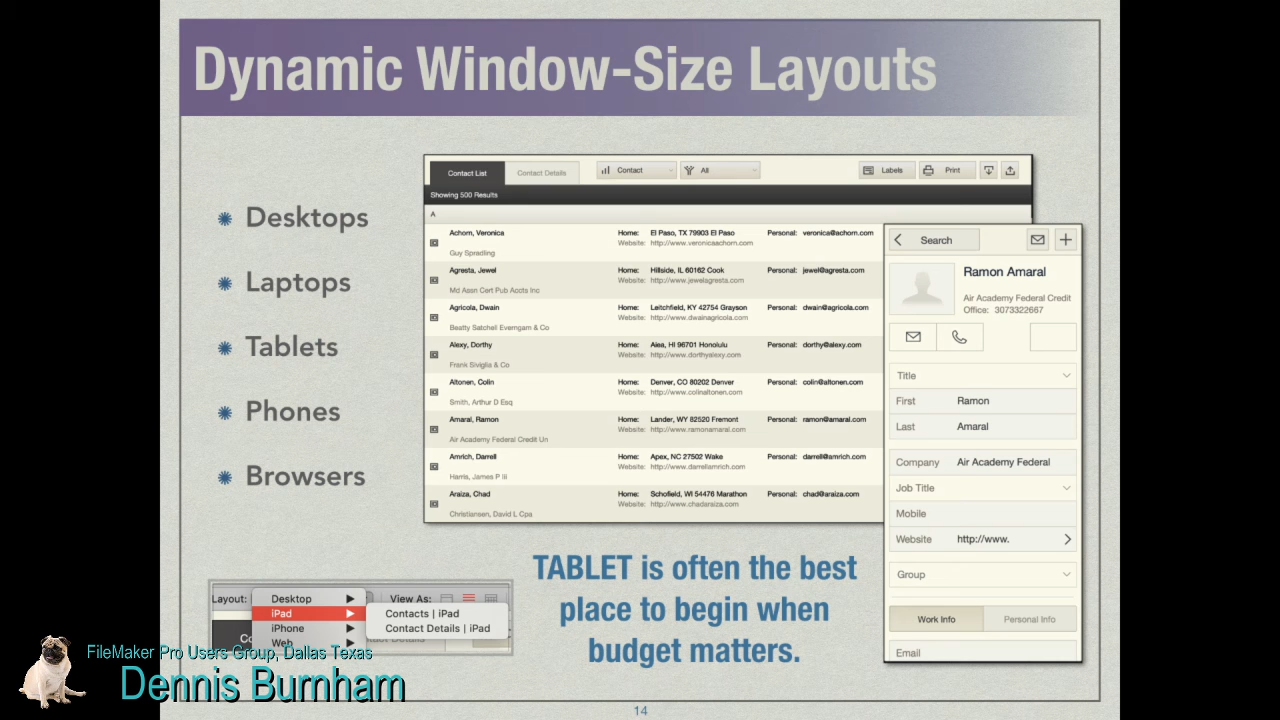 Dynamic Window-Size Layouts
Desktops
Laptops
Tablets
Phones
Browsers
Contact List
Contact Details
Contact
All
Labels
Print
Showing 500 Results
A
Achorn, Veronica Home: El Paso, TX 79903 El Paso Personal: veronica@achorn.com
Website: http://www.veronicaachorn.com
Guy Spradling
Agresta, Jewel Home: Hillside, IL 60162 Cook Personal: jewel@agresta.com
Website: http://www.jewelagresta.com
Md Assn Cert Pub Accts Inc
Agricola, Dwain Home: Leitchfield, KY 42754 Grayson Personal: dwain@agricola.com
Website: http://www.dwainagricola.com
Beatty Satchell Everngam & Co
Alexy, Dorthy Home: Aiea, HI 96701 Honolulu Personal: dorthy@alexy.com
Website: http://www.dorthyalexy.com
Frank Siviglia & Co
Altonen, Colin Home: Denver, CO 80202 Denver Personal: colin@altonen.com
Website: http://www.colinaltonen.com
Smith, Arthur D Esq
Amaral, Ramon Home: Lander, WY 82520 Fremont Personal: ramon@amaral.com
Website: http://www.ramonamaral.com
Air Academy Federal Credit Un
Amrich, Darrell Home: Apex, NC 27502 Wake Personal: darrell@amrich.com
Website: http://www.darrellamrich.com
Harris, James P Iii
Araiza, Chad Home: Schofield, WI 54476 Marathon Personal: chad@araiza.com
Website: http://www.chadaraiza.com
Christiansen, David L Cpa
Search
Ramon Amaral
Air Academy Federal Credit
Office: 3073322667
Title
First Ramon
Last Amaral
Company Air Academy Federal
Job Title
Mobile
Website http://www.
Group
Work Info Personal Info
Email
TABLET is often the best
place to begin when
budget matters.
Layout: Desktop View As:
iPad Contacts | iPad
iPhone Contact Details | iPad
Web
FileMaker Pro Users Group, Dallas Texas
Dennis Burnham
14